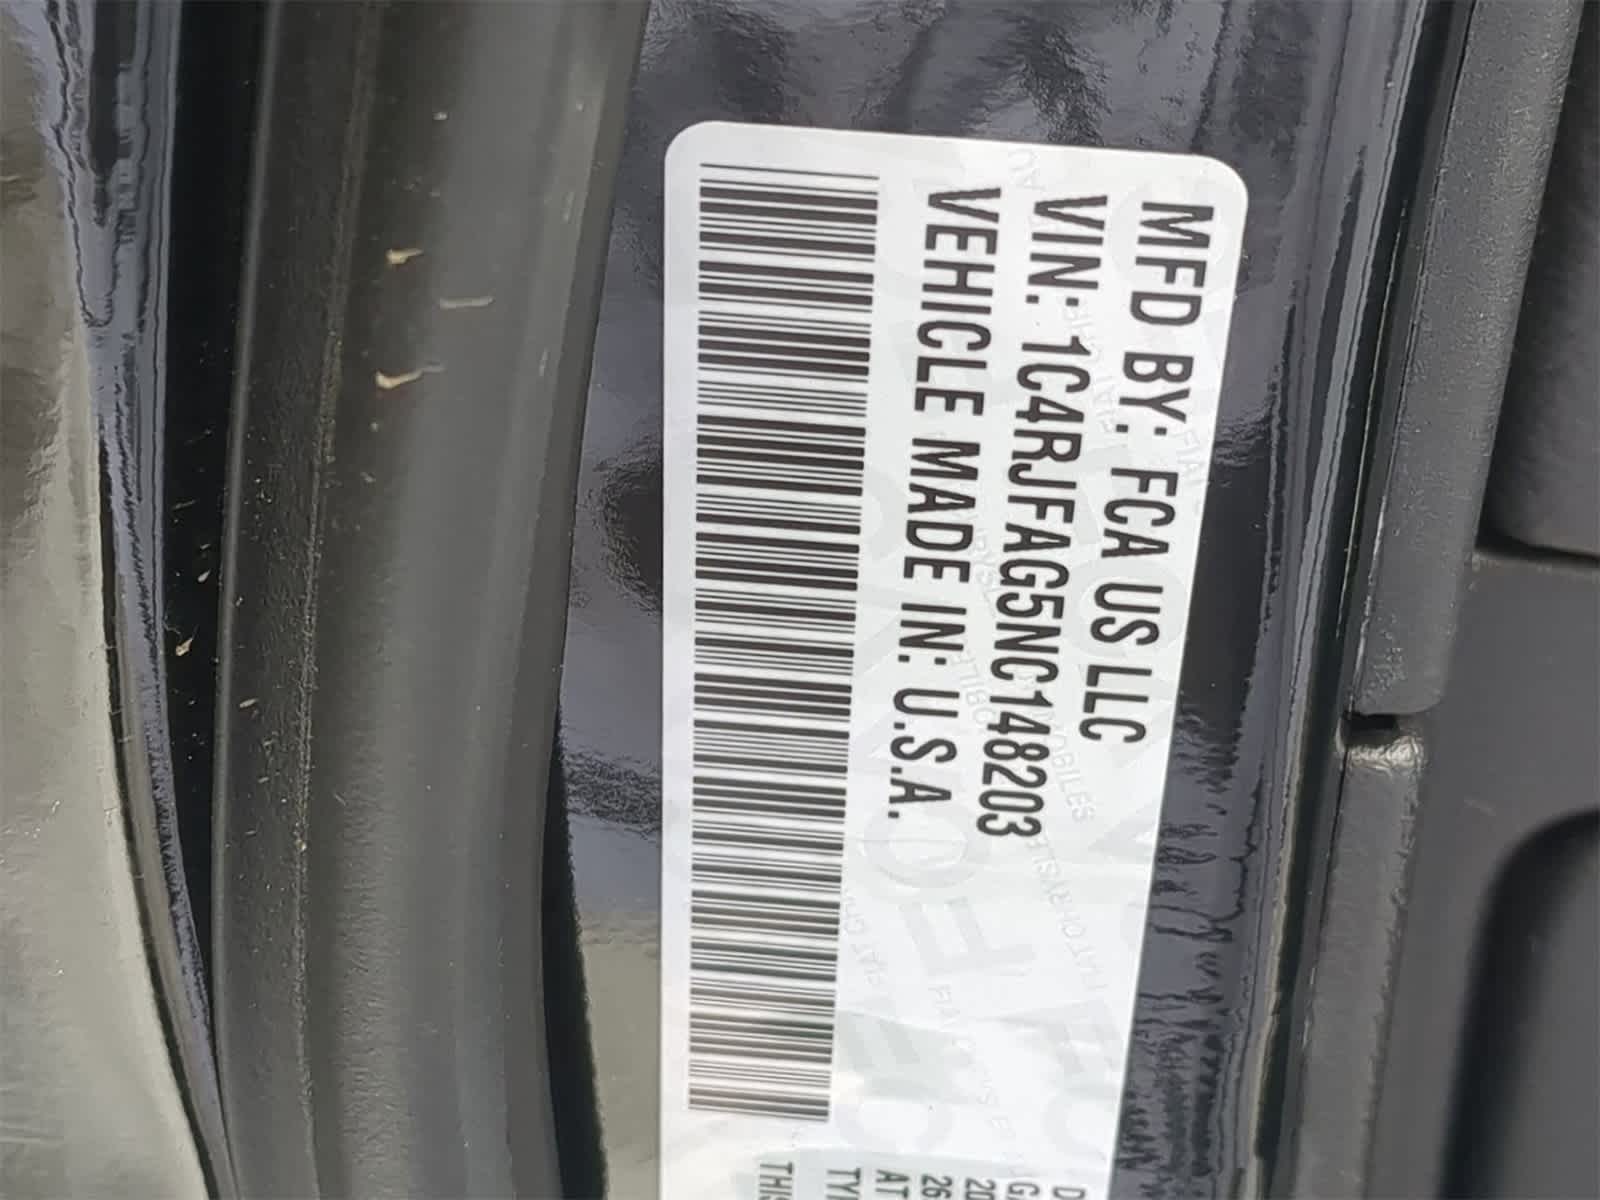 MFD BY: FCA US LLC
VIN: 1C4RJFAG5NC148203
VEHICLE MADE IN: U.S.A.